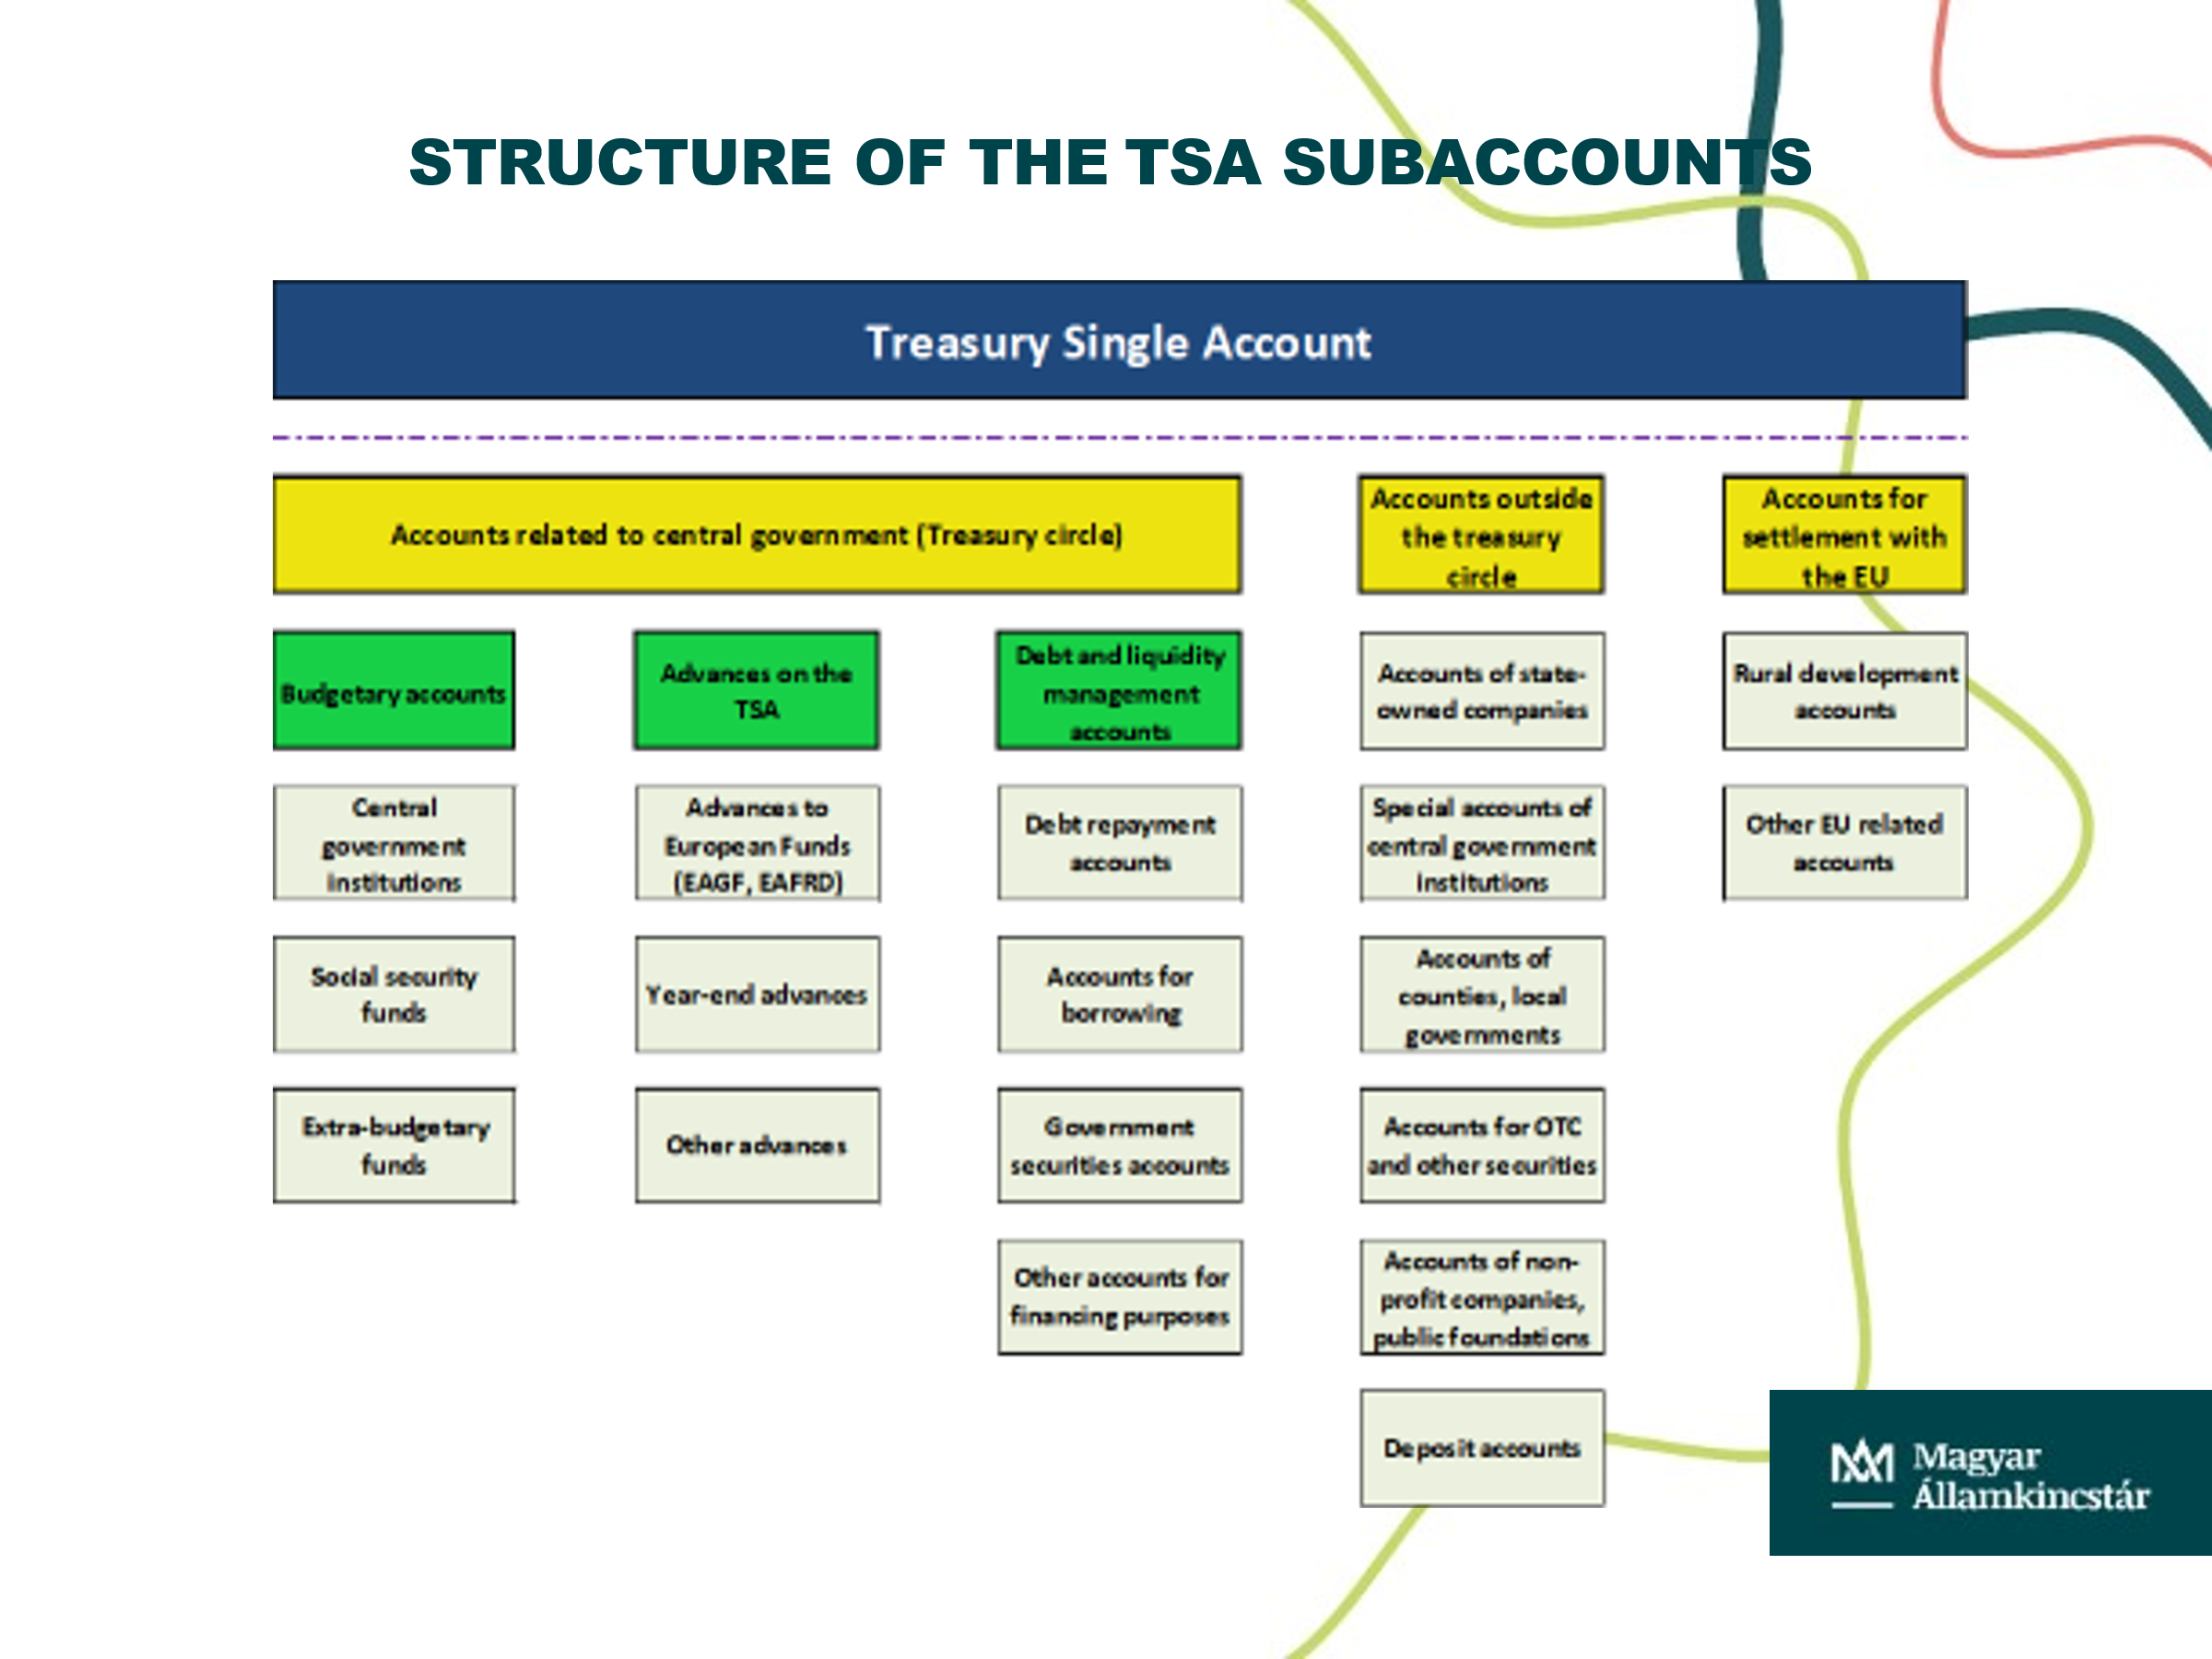 STRUCTURE OF THE TSA SUBACCOUNTS
Treasury Single Account
Accounts related to central government (Treasury circle)
Accounts outside
the treasury
circle
Accounts for
settlement with
the EU
Budgetary accounts
Advances on the
TSA
Debt and liquidity
management
accounts
Accounts of state-
owned companies
Rural development
accounts
Central
government
institutions
Advances to
European Funds
(EAGF, EAFRD)
Debt repayment
accounts
Special accounts of
central government
institutions
Other EU related
accounts
Social security
funds
Year-end advances
Accounts for
borrowing
Accounts of
counties, local
governments
Extra-budgetary
funds
Other advances
Government
securities accounts
Accounts for OTC
and other securities
Other accounts for
financing purposes
Accounts of non-
profit companies,
public foundations
Deposit accounts
Magyar
Államkincstár